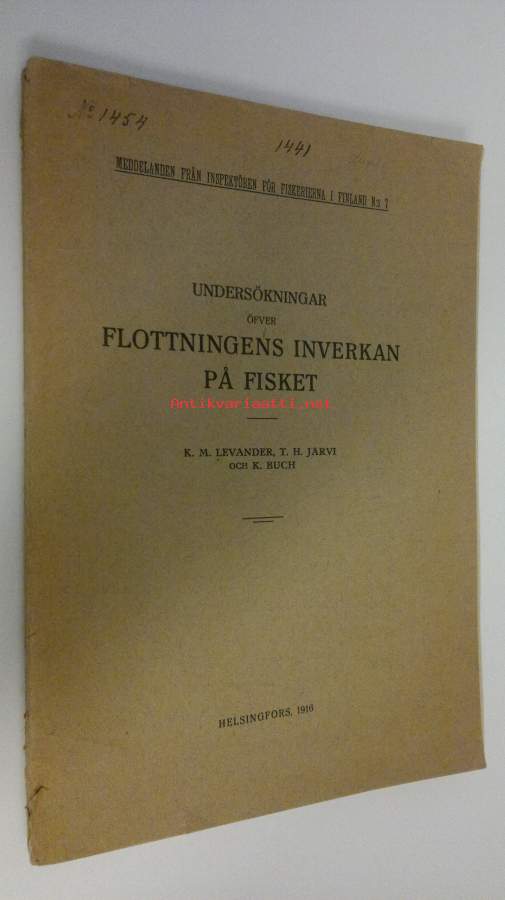 No 1454
1441
MEDDELANDEN FRÅN INSPEKTÖREN FÖR FISKERIERNA I FINLAND N:o 7
UNDERSÖKNINGAR
ÖFVER
FLOTTNINGENS INVERKAN
PÅ FISKET
Antikvariaatti.net
K. M. LEVANDER, T. H. JÄRVI
OCH K. BUCH
HELSINGFORS, 1916